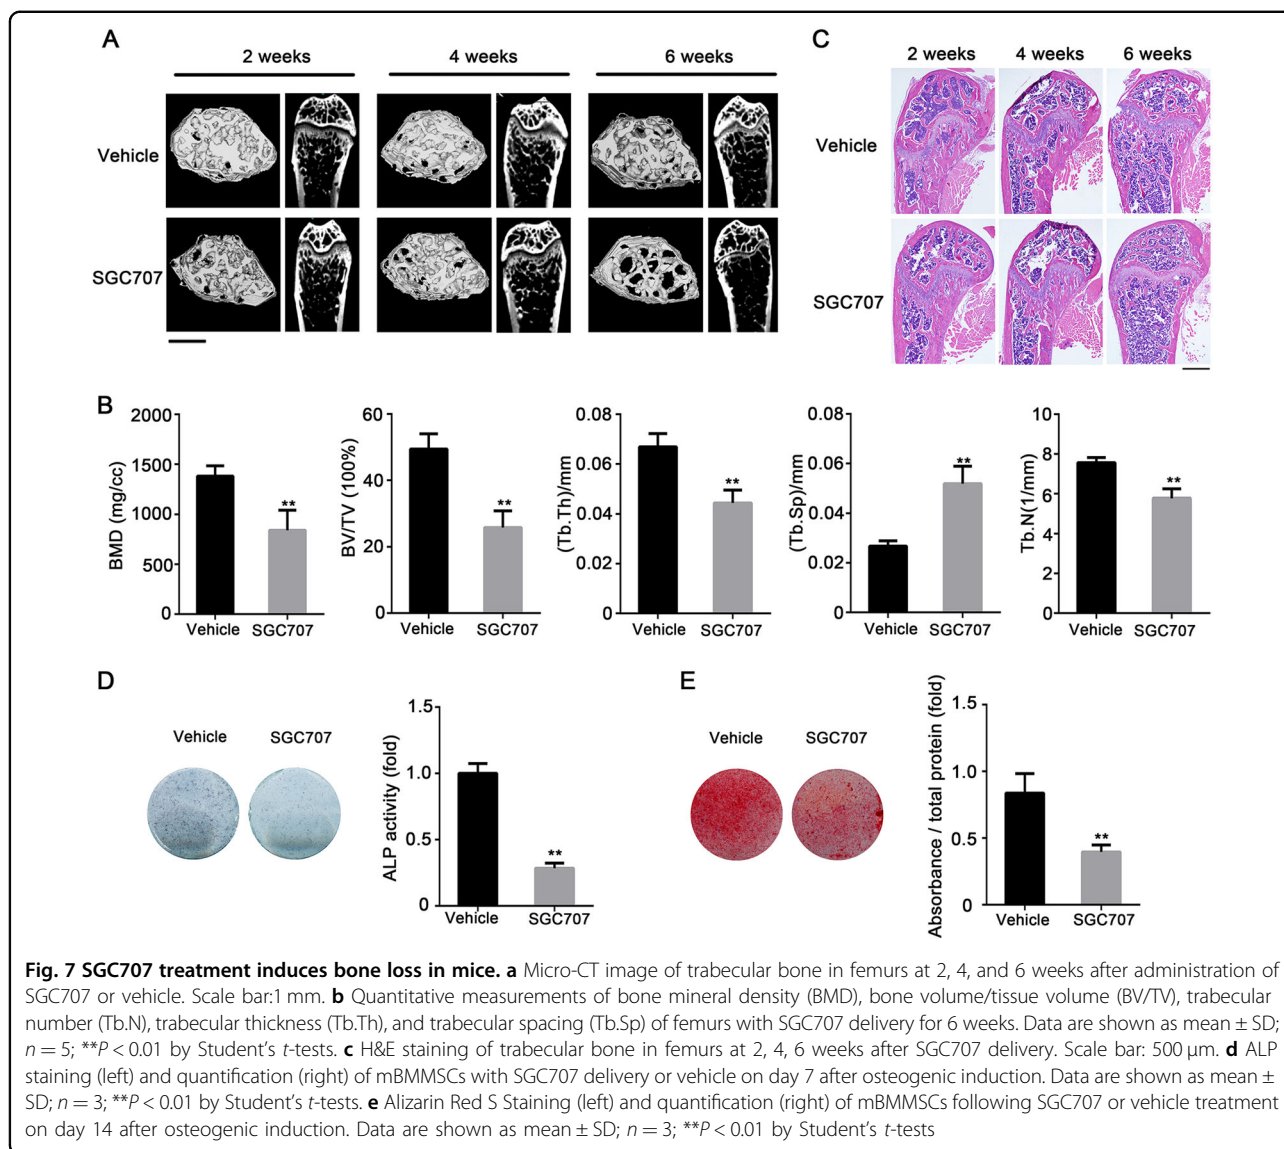 A
2 weeks
4 weeks
6 weeks
Vehicle
SGC707
C
2 weeks
4 weeks
6 weeks
Vehicle
SGC707
B
BMD (mg/cc)
2000
1500
1000
500
0
**
Vehicle
SGC707
BV/TV (100%)
60
40
20
0
**
Vehicle
SGC707
(Tb.Th)/mm
0.08
0.06
0.04
0.02
0
**
Vehicle
SGC707
(Tb.Sp)/mm
0.08
0.06
0.04
0.02
0
**
Vehicle
SGC707
Tb.N(1/mm)
10
8
6
4
2
0
**
Vehicle
SGC707
D
Vehicle
SGC707
ALP activity (fold)
1.5
1.0
0.5
0
**
Vehicle
SGC707
E
Vehicle
SGC707
Absorbance / total protein (fold)
1.5
1.0
0.5
0
**
Vehicle
SGC707
Fig. 7 SGC707 treatment induces bone loss in mice. a Micro-CT image of trabecular bone in femurs at 2, 4, and 6 weeks after administration of
SGC707 or vehicle. Scale bar:1 mm. b Quantitative measurements of bone mineral density (BMD), bone volume/tissue volume (BV/TV), trabecular
number (Tb.N), trabecular thickness (Tb.Th), and trabecular spacing (Tb.Sp) of femurs with SGC707 delivery for 6 weeks. Data are shown as mean ± SD;
n = 5; **P < 0.01 by Student's t-tests. c H&E staining of trabecular bone in femurs at 2, 4, 6 weeks after SGC707 delivery. Scale bar: 500 μm. d ALP
staining (left) and quantification (right) of mBMMSCs with SGC707 delivery or vehicle on day 7 after osteogenic induction. Data are shown as mean ±
SD; n = 3; **P < 0.01 by Student's t-tests. e Alizarin Red S Staining (left) and quantification (right) of mBMMSCs following SGC707 or vehicle treatment
on day 14 after osteogenic induction. Data are shown as mean ± SD; n = 3; **P < 0.01 by Student's t-tests